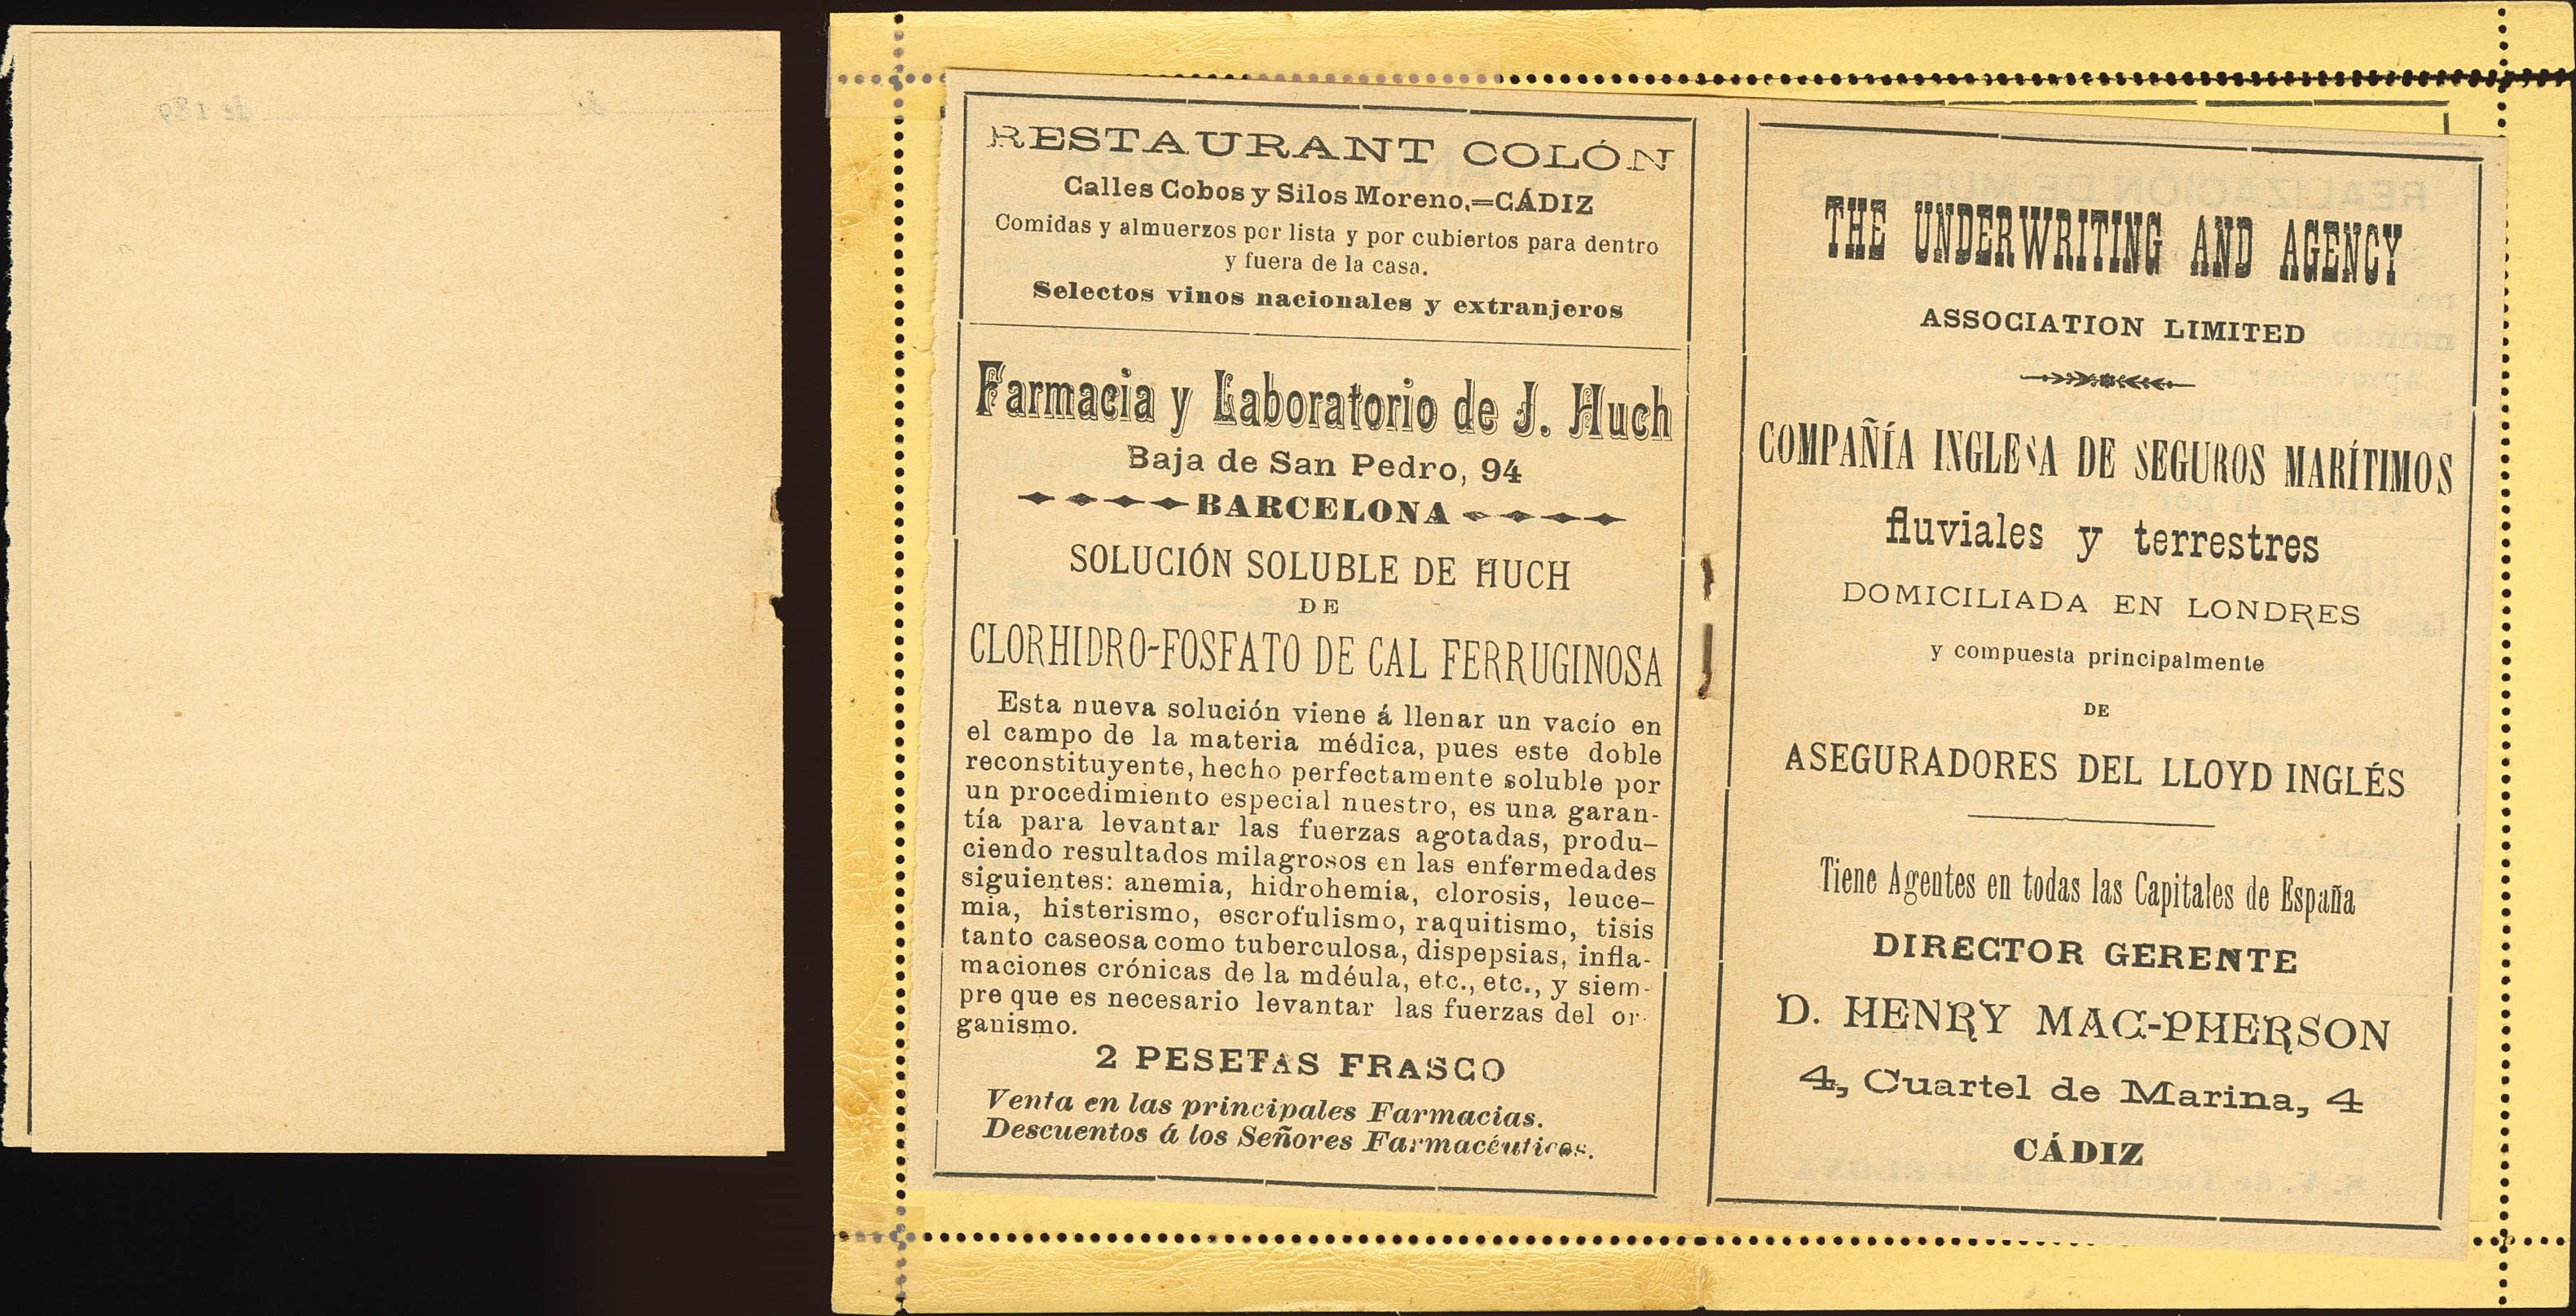 RESTAURANT COLÓN
Calles Cobos y Silos Moreno.=CÁDIZ
Comidas y almuerzos por lista y por cubiertos para dentro
y fuera de la casa.
Selectos vinos nacionales y extranjeros
Farmacia y Laboratorio de J. Huch
Baja de San Pedro, 94
BARCELONA
SOLUCIÓN SOLUBLE DE HUCH
DE
CLORHIDRO-FOSFATO DE CAL FERRUGINOSA
Esta nueva solución viene á llenar un vacío en
el campo de la materia médica, pues este doble
reconstituyente, hecho perfectamente soluble por
un procedimiento especial nuestro, es una garan-
tía para levantar las fuerzas agotadas, produ-
ciendo resultados milagrosos en las enfermedades
siguientes: anemia, hidrohemia, clorosis, leuce-
mia, histerismo, escrofulismo, raquitismo, tisis
tanto caseosa como tuberculosa, dispepsias, infla-
maciones crónicas de la mdéula, etc., etc., y siem-
pre que es necesario levantar las fuerzas del or-
ganismo.
2 PESETAS FRASCO
Venta en las principales Farmacias.
Descuentos á los Señores Farmacéuticos.
THE UNDERWRITING AND AGENCY
ASSOCIATION LIMITED
COMPAÑÍA INGLESA DE SEGUROS MARÍTIMOS
fluviales y terrestres
DOMICILIADA EN LONDRES
y compuesta principalmente
DE
ASEGURADORES DEL LLOYD INGLÉS
Tiene Agentes en todas las Capitales de España
DIRECTOR GERENTE
D. HENRY MAC-PHERSON
4, Cuartel de Marina, 4
CÁDIZ